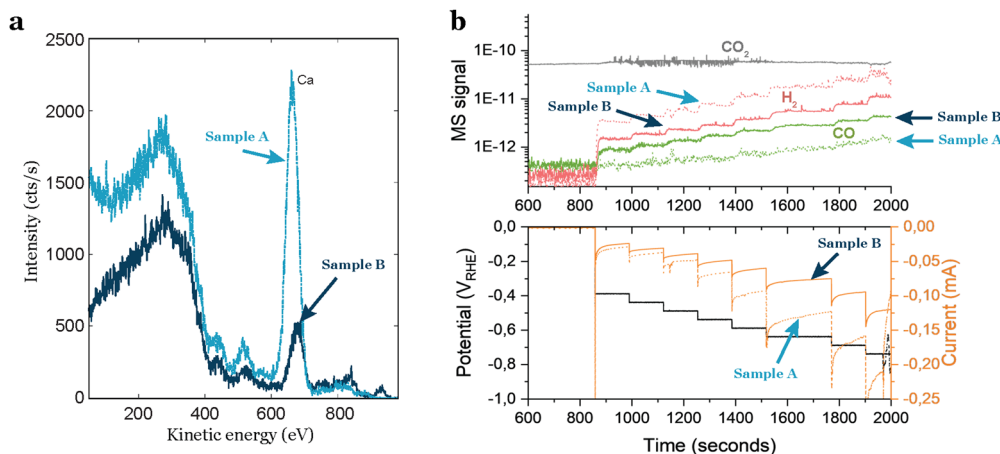 a
2500
2000
1500
1000
500
0
200
400
600
800
Intensity (cts/s)
Kinetic energy (eV)
Ca
Sample A
Sample B
b
MS signal
1E-10
1E-11
1E-12
CO₂
Sample A
Sample B
H₂
CO
Sample B
Sample A
600 800 1000 1200 1400 1600 1800 2000
Potential (V_RHE)
0,0
-0,2
-0,4
-0,6
-0,8
-1,0
Sample B
Sample A
0,00
-0,05
-0,10
-0,15
-0,20
-0,25
Current (mA)
600 800 1000 1200 1400 1600 1800 2000
Time (seconds)